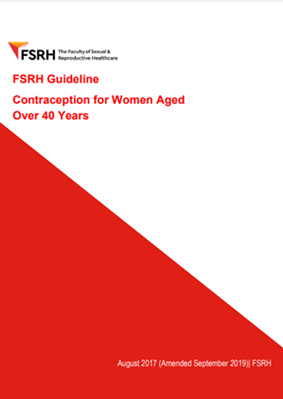 FSRH The Faculty of Sexual &
Reproductive Healthcare
FSRH Guideline
Contraception for Women Aged
Over 40 Years
August 2017 (Amended September 2019)| FSRH